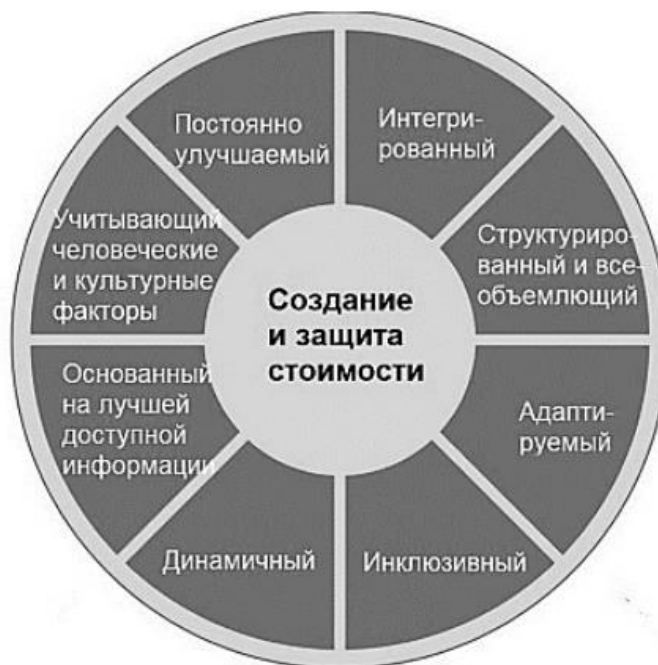 Постоянно
улучшаемый
Интегри-
рованный
Учитывающий
человеческие
и культурные
факторы
Структуриро-
ванный и все-
объемлющий
Создание
и защита
стоимости
Основанный
на лучшей
доступной
информации
Адапти-
руемый
Динамичный
Инклюзивный